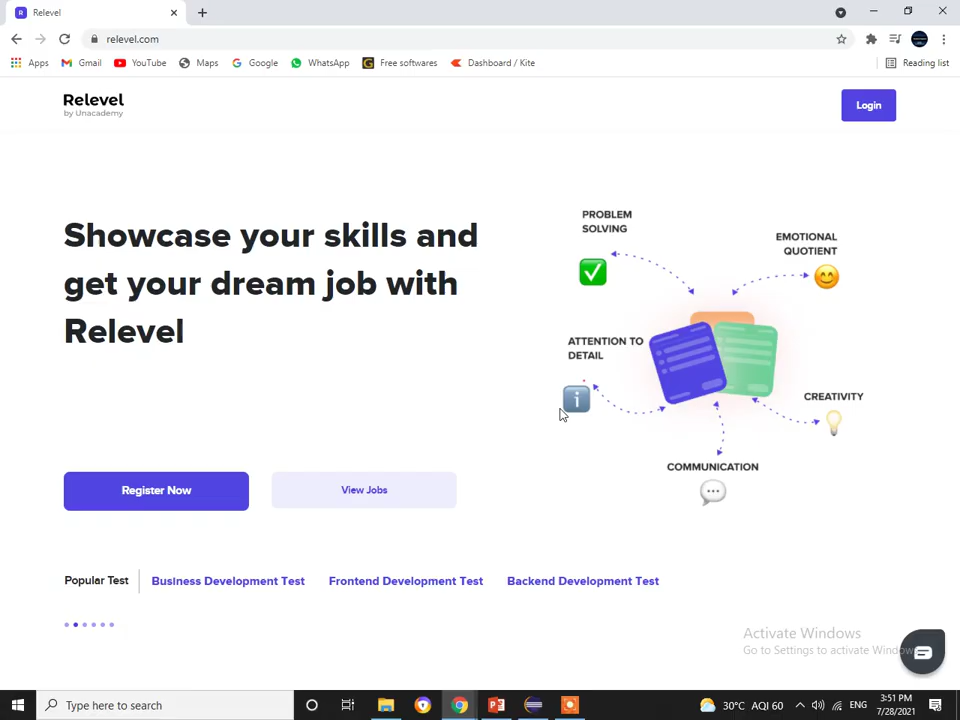 Relevel
relevel.com
Apps
Gmail
YouTube
Maps
Google
WhatsApp
Free softwares
Dashboard / Kite
Reading list
Relevel
by Unacademy
Login
Showcase your skills and
get your dream job with
Relevel
PROBLEM
SOLVING
EMOTIONAL
QUOTIENT
ATTENTION TO
DETAIL
CREATIVITY
COMMUNICATION
Register Now
View Jobs
Popular Test
Business Development Test
Frontend Development Test
Backend Development Test
Activate Windows
Go to Settings to activate Windows
Type here to search
30°C AQI 60
ENG
3:51 PM
7/28/2021